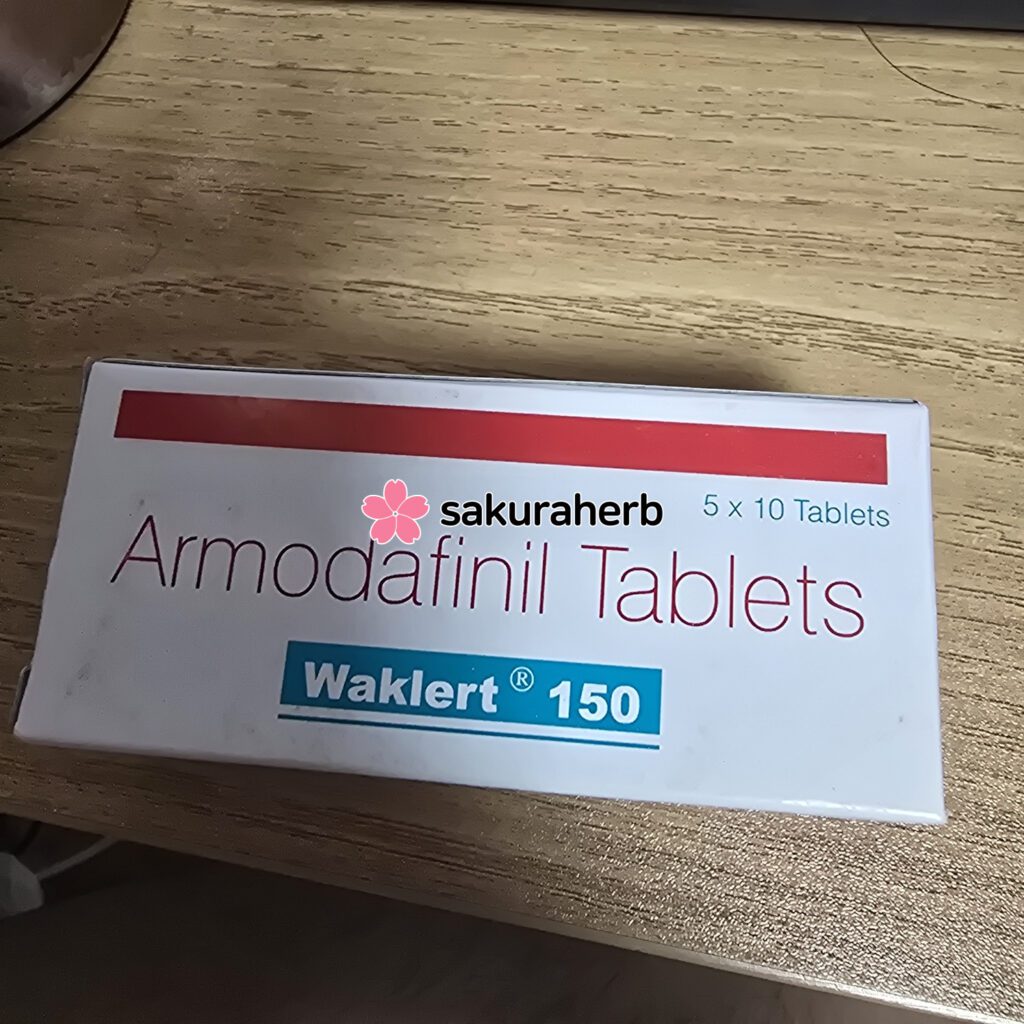 sakuraherb
5 x 10 Tablets
Armodafinil Tablets
Waklert® 150